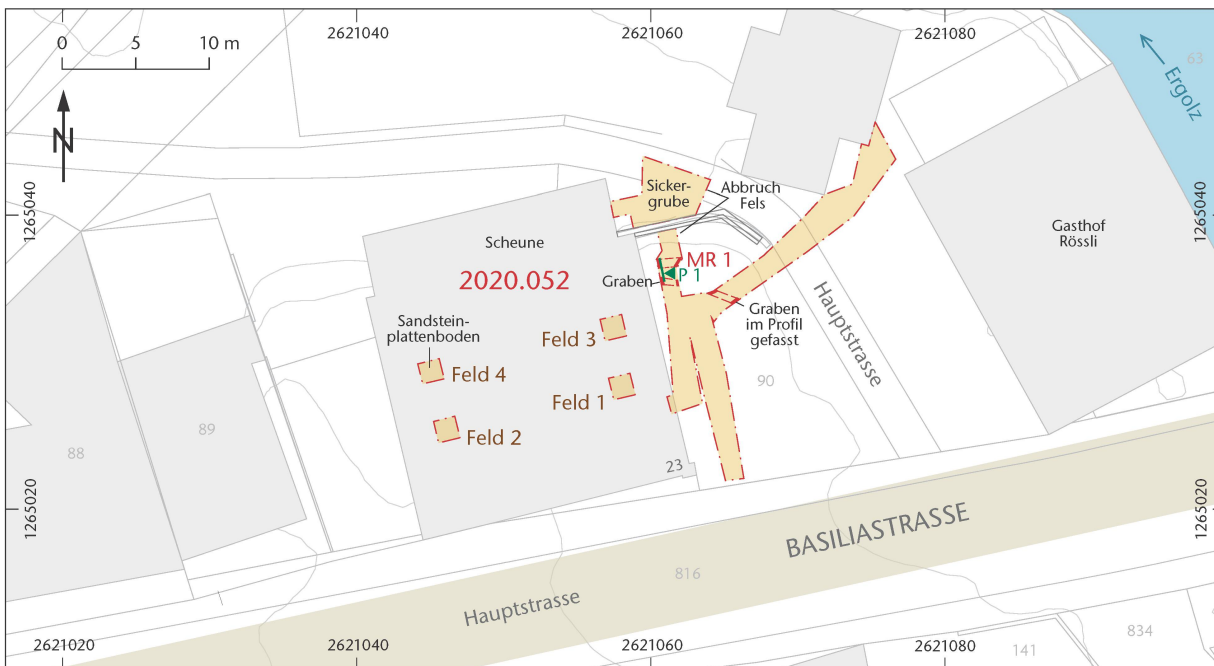 2621040
2621060
2621080
0
5
10 m
N
63
Ergolz
1265040
1265040
Sicker-
grube
Abbruch
Fels
Gasthof
Rössli
Scheune
2020.052
MR 1
P 1
Graben
Graben
im Profil
gefasst
Hauptstrasse
Sandstein-
plattenboden
Feld 3
Feld 4
Feld 1
Feld 2
90
89
88
23
1265020
1265020
BASILIASTRASSE
816
Hauptstrasse
2621020
2621040
2621060
2621080
141
834